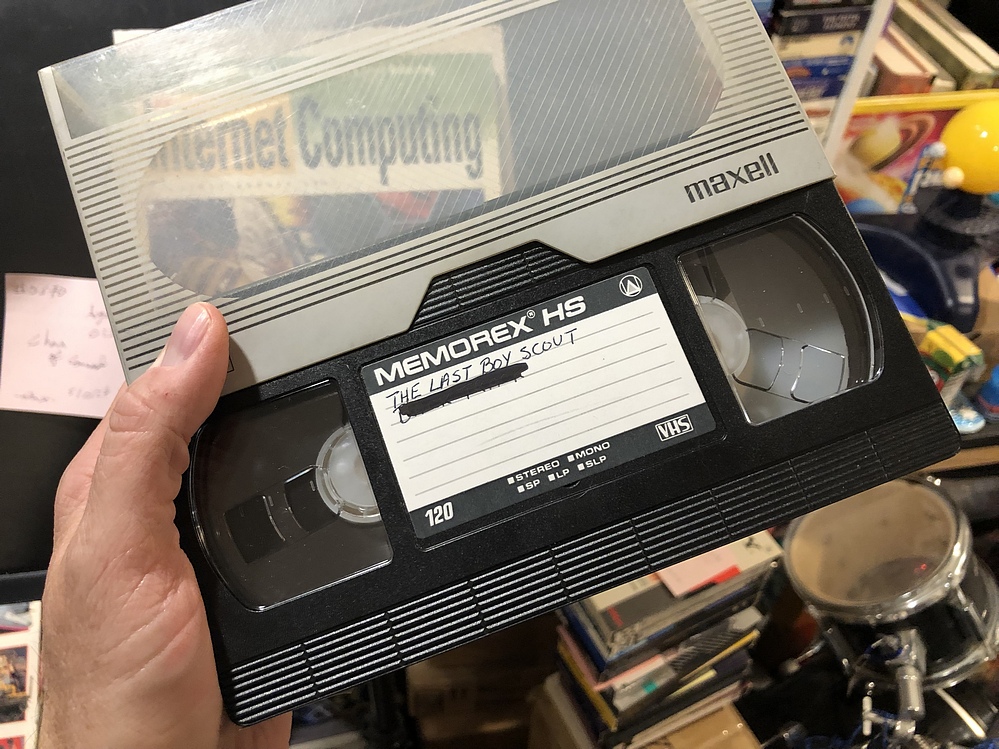 Internet Computing
maxell
MEMOREX® HS
THE LAST BOY SCOUT
VHS
■STEREO ■MONO
■SP ■LP ■SLP
120